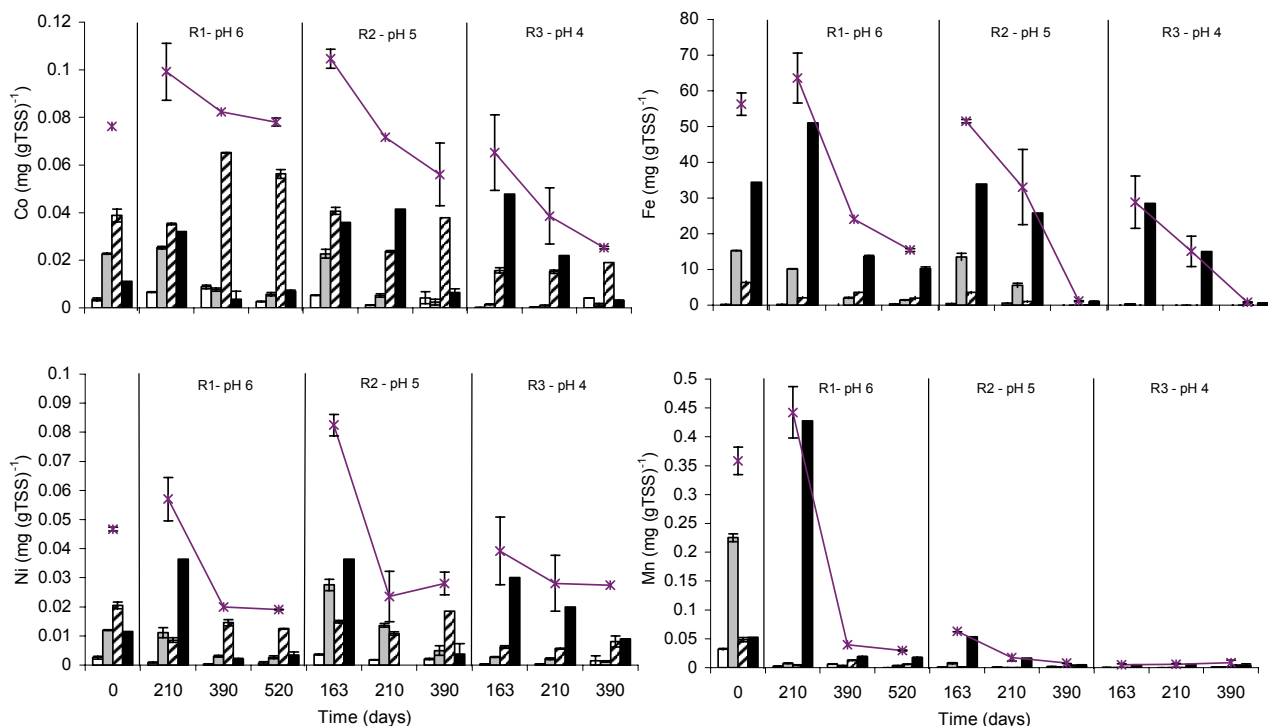 R1- pH 6
R2 - pH 5
R3 - pH 4
Co (mg (gTSS)⁻¹)
0.12
0.1
0.08
0.06
0.04
0.02
0
R1- pH 6
R2 - pH 5
R3 - pH 4
Fe (mg (gTSS)⁻¹)
80
70
60
50
40
30
20
10
0
R1- pH 6
R2 - pH 5
R3 - pH 4
Ni (mg (gTSS)⁻¹)
0.1
0.09
0.08
0.07
0.06
0.05
0.04
0.03
0.02
0.01
0
0 210 390 520 163 210 390 163 210 390
Time (days)
R1- pH 6
R2 - pH 5
R3 - pH 4
Mn (mg (gTSS)⁻¹)
0.5
0.45
0.4
0.35
0.3
0.25
0.2
0.15
0.1
0.05
0
0 210 390 520 163 210 390 163 210 390
Time (days)